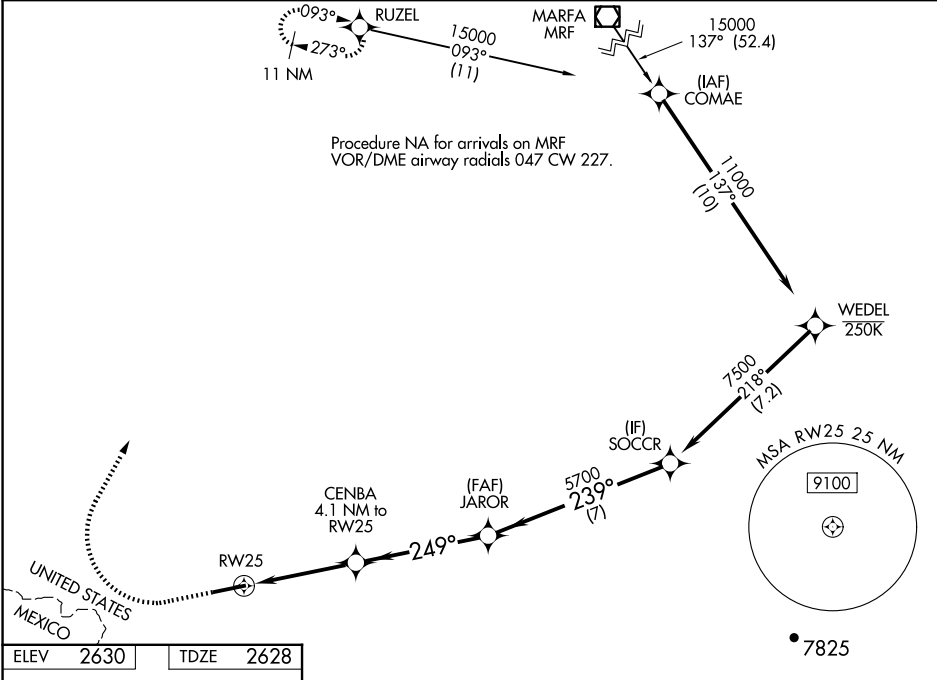 093°
RUZEL
273°
11 NM
15000
093°
(11)
MARFA
MRF
15000
137° (52.4)
(IAF)
COMAE
Procedure NA for arrivals on MRF
VOR/DME airway radials 047 CW 227.
11000
137°
(10)
WEDEL
250K
7500
218°
(7.2)
(IF)
SOCCR
5700
239°
(7)
(FAF)
JAROR
249°
CENBA
4.1 NM to
RW25
RW25
MSA RW25 25 NM
9100
UNITED STATES
MEXICO
7825
ELEV 2630
TDZE 2628